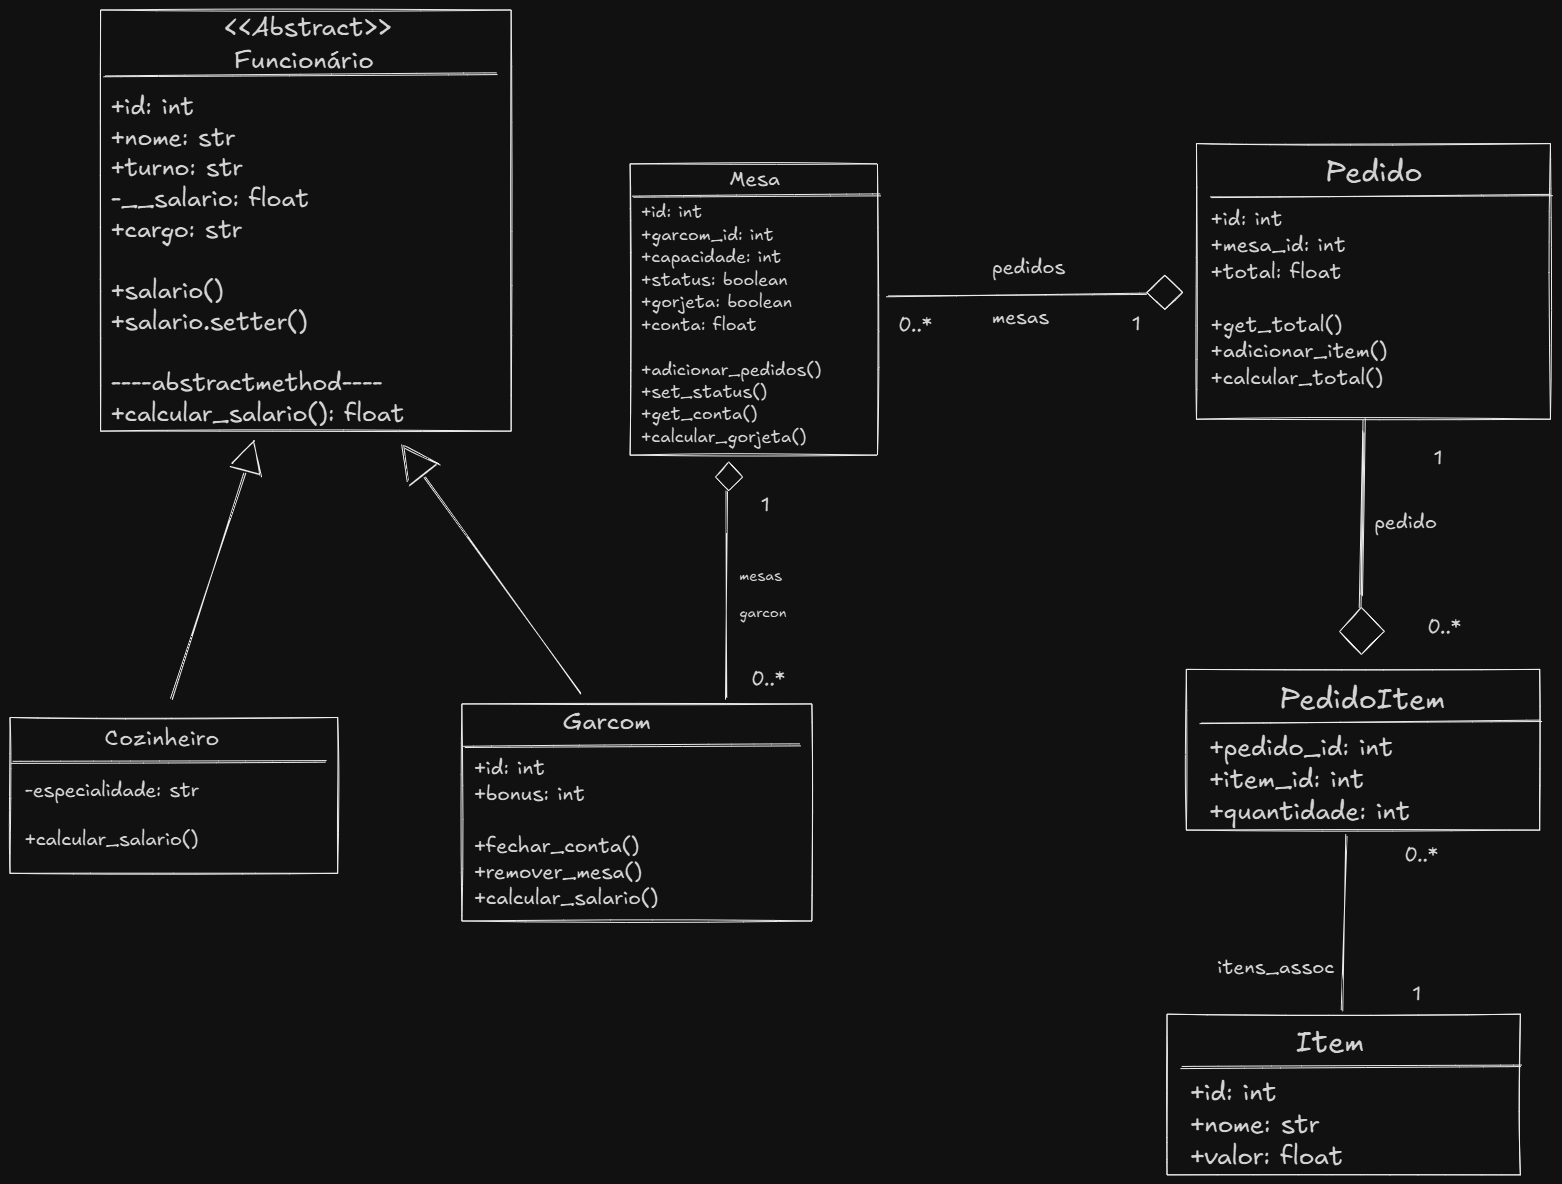 <<Abstract>>
Funcionário
+id: int
+nome: str
+turno: str
-__salario: float
+cargo: str
+salario()
+salario.setter()
----abstractmethod----
+calcular_salario(): float
Mesa
+id: int
+garcom_id: int
+capacidade: int
+status: boolean
+gorjeta: boolean
+conta: float
+adicionar_pedidos()
+set_status()
+get_conta()
+calcular_gorjeta()
pedidos
0..*
mesas
1
Pedido
+id: int
+mesa_id: int
+total: float
+get_total()
+adicionar_item()
+calcular_total()
1
mesas
garcon
0..*
1
pedido
0..*
Cozinheiro
-especialidade: str
+calcular_salario()
Garcom
+id: int
+bonus: int
+fechar_conta()
+remover_mesa()
+calcular_salario()
PedidoItem
+pedido_id: int
+item_id: int
+quantidade: int
0..*
itens_assoc
1
Item
+id: int
+nome: str
+valor: float